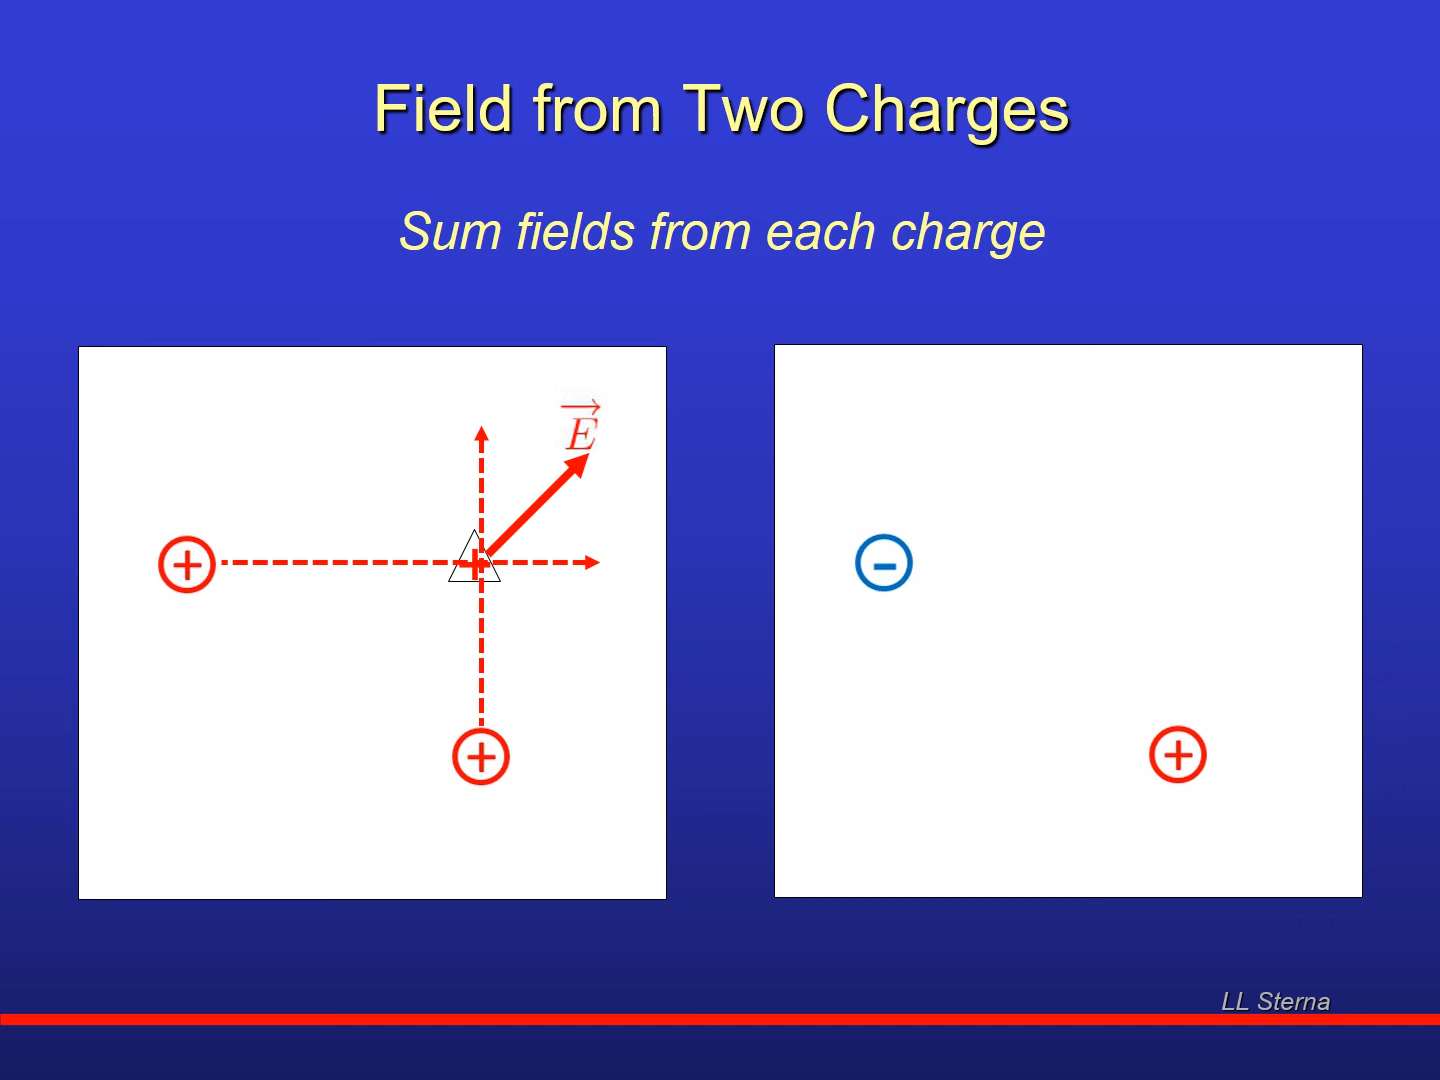 Field from Two Charges
Sum fields from each charge
E
+
+
+
-
+
LL Sterna